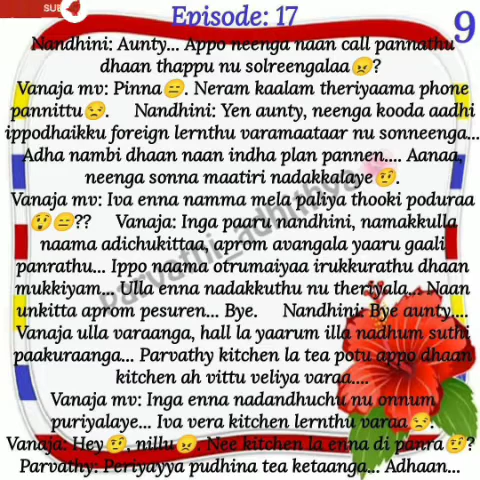 SUB
Episode: 17
9
Nandhini: Aunty... Appo neenga naan call pannathu
dhaan thappu nu solreengalaa😠?
Vanaja mv: Pinna😑. Neram kaalam theriyaama phone
pannittu😒. Nandhini: Yen aunty, neenga kooda aadhi
ippodhaikku foreign lernthu varamaataar nu sonneenga...
Adha nambi dhaan naan indha plan pannen.... Aanaa,
neenga sonna maatiri nadakkalaye🤨.
Vanaja mv: Iva enna namma mela paliya thooki poduraa
😲😑?? Vanaja: Inga paaru nandhini, namakkulla
naama adichukittaa, aprom avangala yaaru gaali
panrathu... Ippo naama otrumaiyaa irukkurathu dhaan
mukkiyam... Ulla enna nadakkuthu nu theriyala... Naan
unkitta aprom pesuren... Bye. Nandhini: Bye aunty....
Vanaja ulla varaanga, hall la yaarum illa nadhum suthi
paakuraanga... Parvathy kitchen la tea potu appo dhaan
kitchen ah vittu veliya varaa....
Vanaja mv: Inga enna nadandhuchu nu onnum
puriyalaye... Iva vera kitchen lernthu varaa😒.
Vanaja: Hey🤨, nillu😠. Nee kitchen la enna di panra🤨?
Parvathy: Periyayya pudhina tea ketaanga... Adhaan...